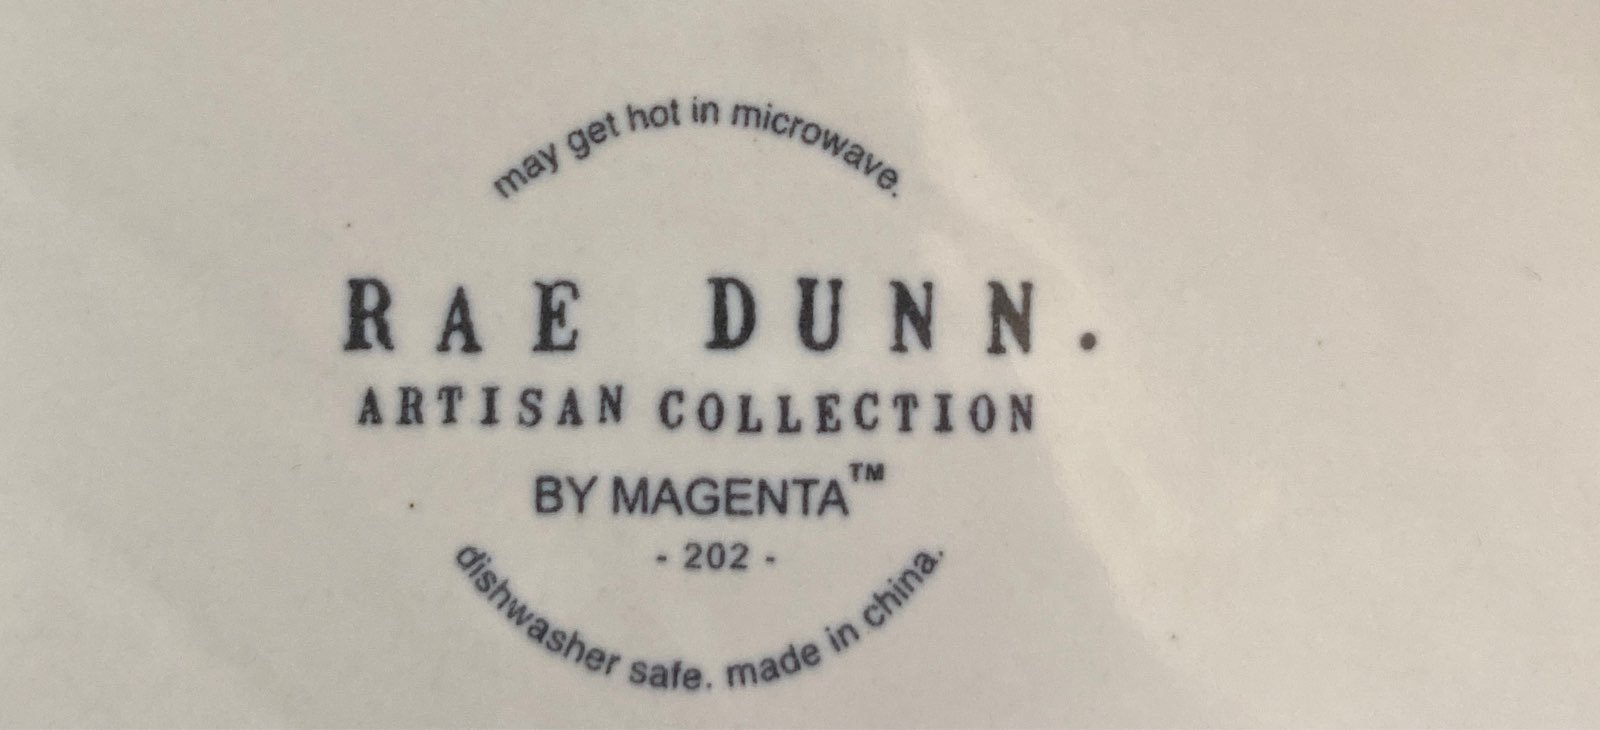 may get hot in microwave.
RAE DUNN.
ARTISAN COLLECTION
BY MAGENTA™
- 202 -
dishwasher safe. made in china.